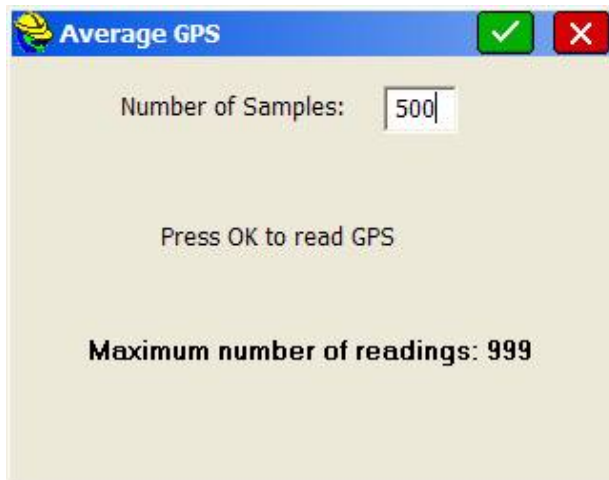 Average GPS
Number of Samples: 500
Press OK to read GPS
Maximum number of readings: 999